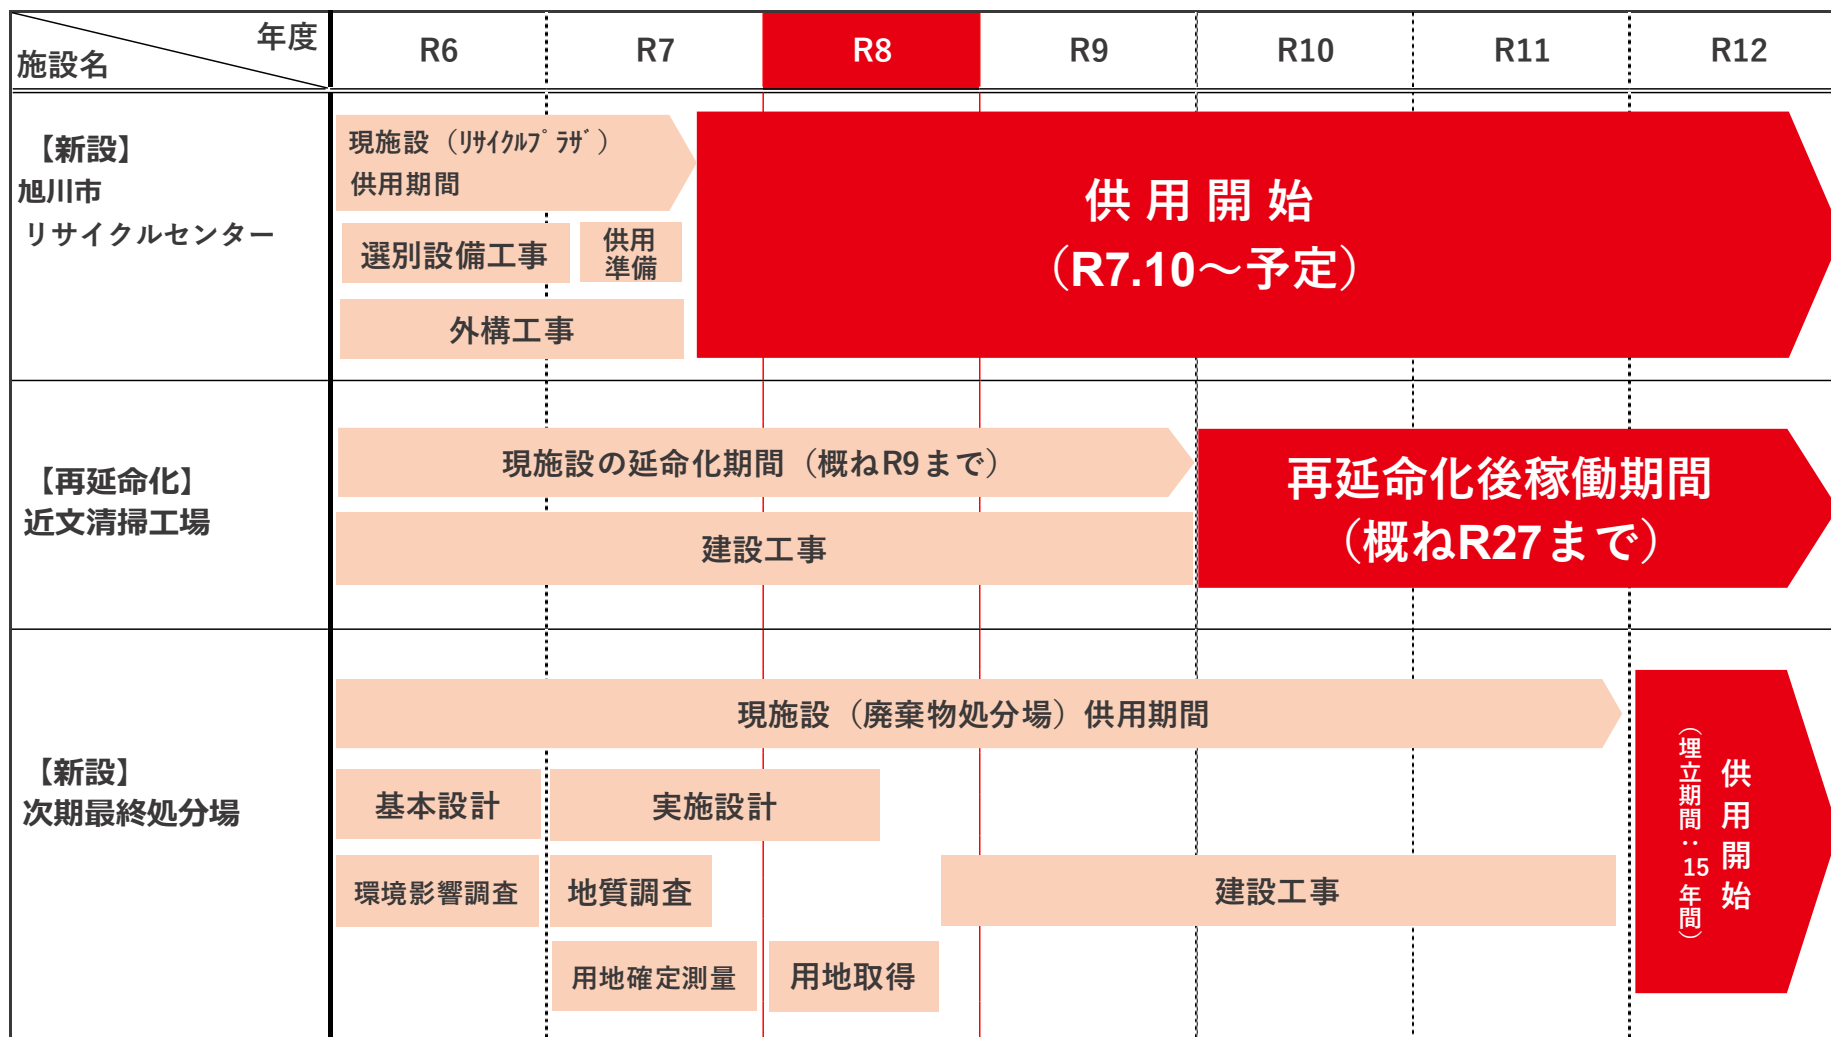 年度
施設名
R6
R7
R8
R9
R10
R11
R12
【新設】
旭川市
リサイクルセンター
現施設（ﾘｻｲｸﾙﾌﾟﾗｻﾞ）
供用期間
選別設備工事
供用
準備
外構工事
供用開始
（R7.10～予定）
【再延命化】
近文清掃工場
現施設の延命化期間（概ねR9まで）
建設工事
再延命化後稼働期間
（概ねR27まで）
【新設】
次期最終処分場
現施設（廃棄物処分場）供用期間
基本設計
実施設計
環境影響調査
地質調査
建設工事
用地確定測量
用地取得
供用開始
（埋立期間：15年間）